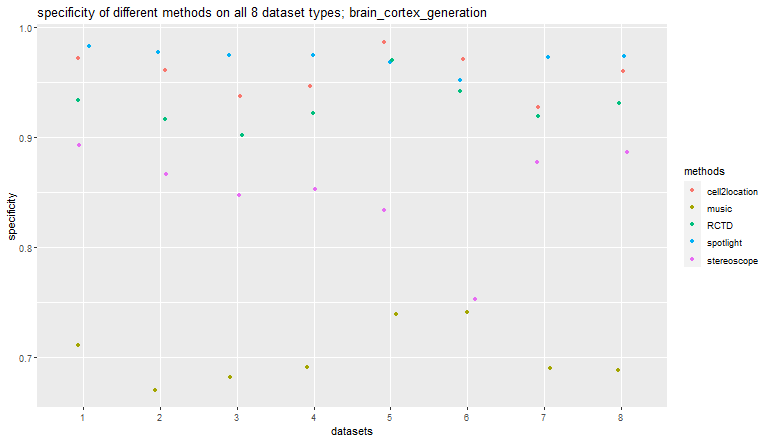 specificity of different methods on all 8 dataset types; brain_cortex_generation
1.0
0.9
0.8
0.7
specificity
1 2 3 4 5 6 7 8
datasets
methods
cell2location
music
RCTD
spotlight
stereoscope